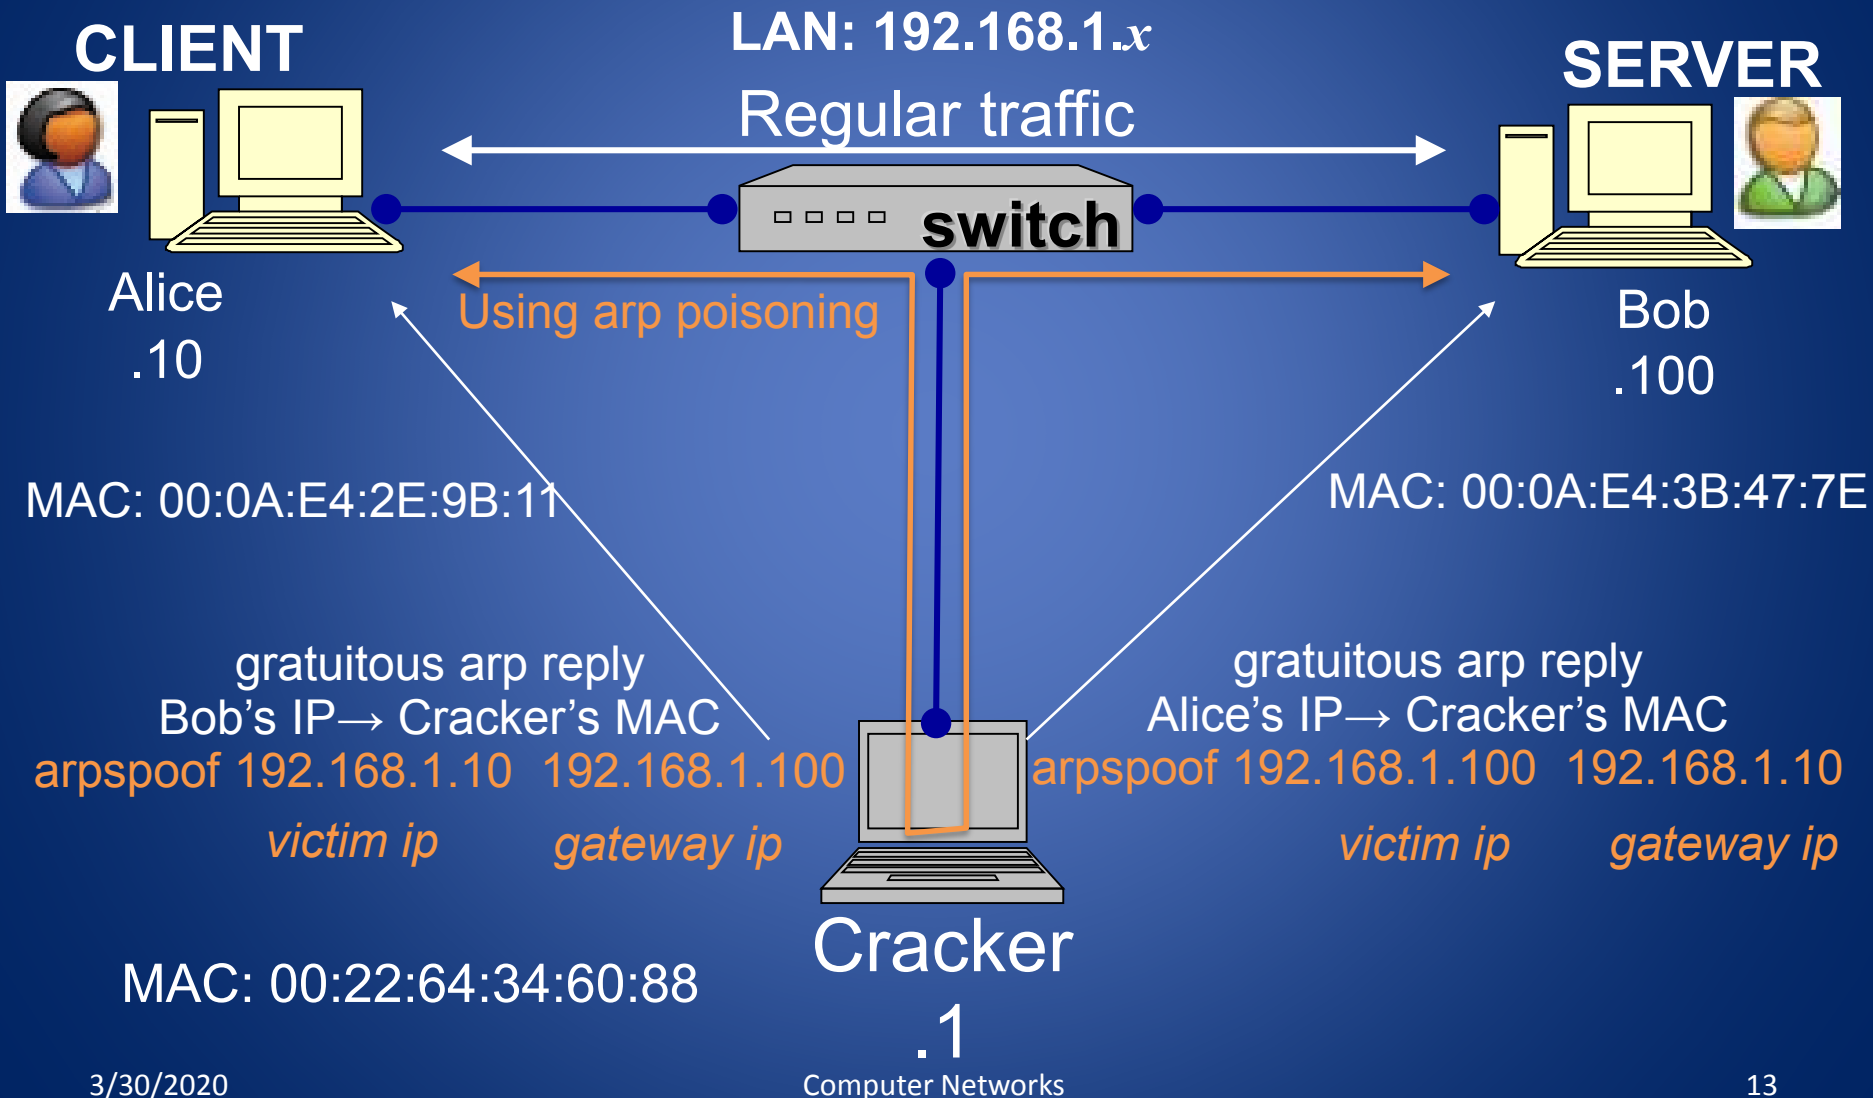 LAN: 192.168.1.x
CLIENT
SERVER
Regular traffic
switch
Alice
.10
Using arp poisoning
Bob
.100
MAC: 00:0A:E4:2E:9B:11
MAC: 00:0A:E4:3B:47:7E
gratuitous arp reply
Bob’s IP→ Cracker’s MAC
arpspoof 192.168.1.10 192.168.1.100
victim ip gateway ip
gratuitous arp reply
Alice’s IP→ Cracker’s MAC
arpspoof 192.168.1.100 192.168.1.10
victim ip gateway ip
Cracker
.1
MAC: 00:22:64:34:60:88
3/30/2020
Computer Networks
13